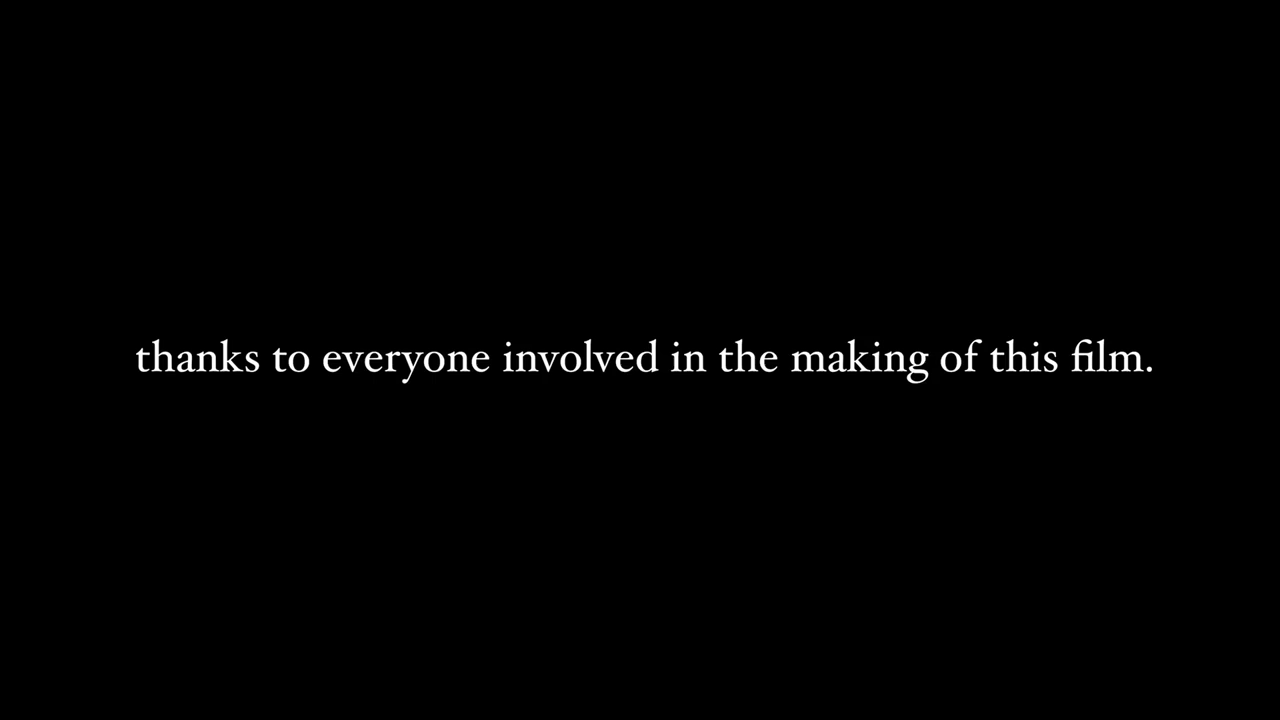 thanks to everyone involved in the making of this film.